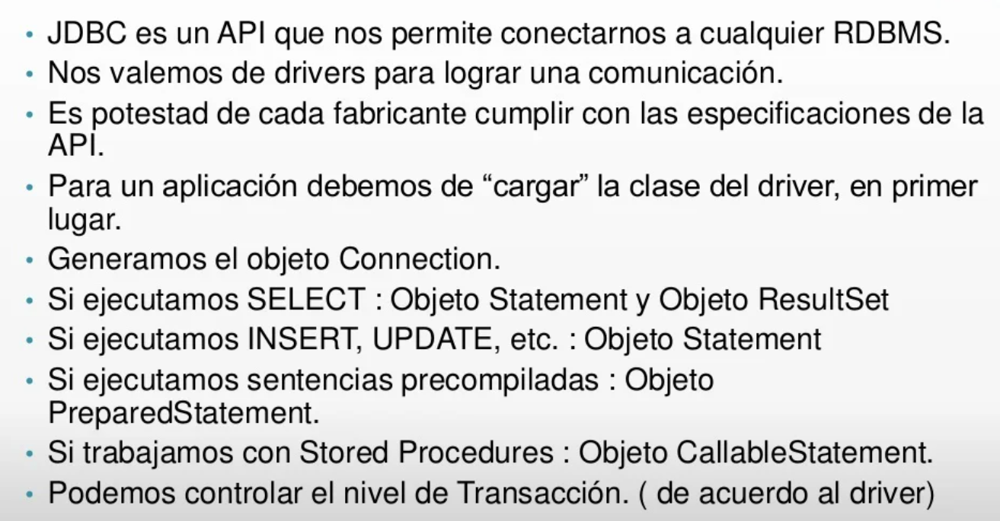 • JDBC es un API que nos permite conectarnos a cualquier RDBMS.
• Nos valemos de drivers para lograr una comunicación.
• Es potestad de cada fabricante cumplir con las especificaciones de la
API.
• Para un aplicación debemos de “cargar” la clase del driver, en primer
lugar.
• Generamos el objeto Connection.
• Si ejecutamos SELECT : Objeto Statement y Objeto ResultSet
• Si ejecutamos INSERT, UPDATE, etc. : Objeto Statement
• Si ejecutamos sentencias precompiladas : Objeto
PreparedStatement.
• Si trabajamos con Stored Procedures : Objeto CallableStatement.
• Podemos controlar el nivel de Transacción. ( de acuerdo al driver)